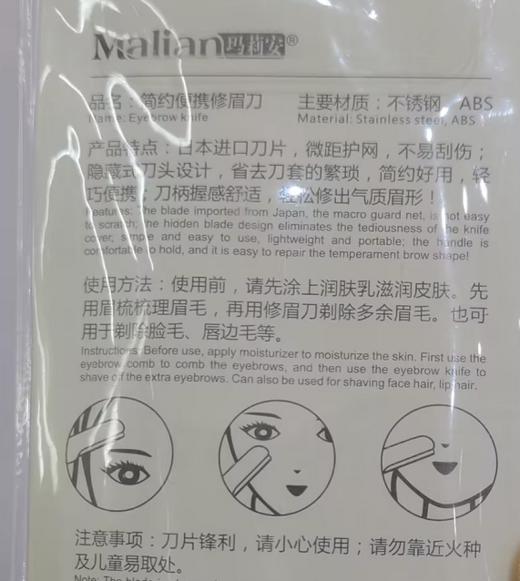 Malian玛莉安®
品名：简约便携修眉刀 主要材质：不锈钢，ABS
Name: Eyebrow knife Material: Stainless steel, ABS
产品特点：日本进口刀片，微距护网，不易刮伤；
隐藏式刀头设计，省去刀套的繁琐，简约好用，轻
巧便携；刀柄握感舒适，轻松修出气质眉形！
Features: The blade imported from Japan, the macro guard net, is not easy
to scratch; the hidden blade design eliminates the tediousness of the knife
cover, simple and easy to use, lightweight and portable; the handle is
comfortable to hold, and it is easy to repair the temperament brow shape!
使用方法：使用前，请先涂上润肤乳滋润皮肤。先
用眉梳梳理眉毛，再用修眉刀剃除多余眉毛。也可
用于剃除脸毛、唇边毛等。
Instructions: Before use, apply moisturizer to moisturize the skin. First use the
eyebrow comb to comb the eyebrows, and then use the eyebrow knife to
shave off the extra eyebrows. Can also be used for shaving face hair, lip hair.
注意事项：刀片锋利，请小心使用；请勿靠近火种
及儿童易取处。
Note: The blade is